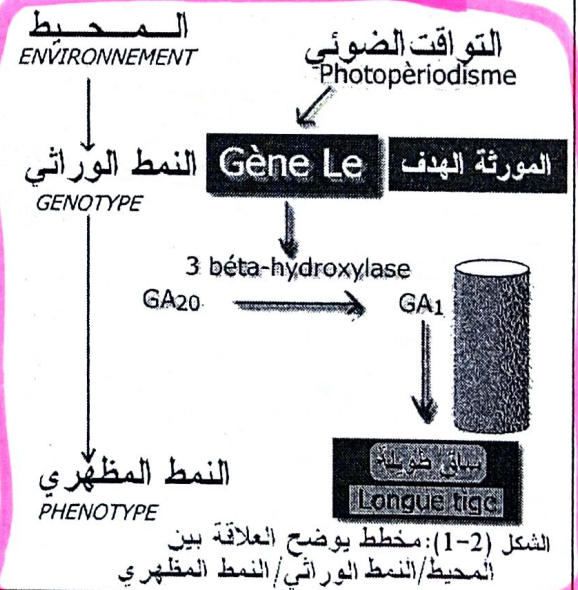 المـــحـــيط
ENVIRONNEMENT
التواقت الضوئي
Photopèriodisme
النمط الوراثي
GENOTYPE
Gène Le
المورثة الهدف
3 béta-hydroxylase
GA20
GA1
ساق طويلة
Longue tige
النمط المظهري
PHENOTYPE
الشكل (2-1): مخطط يوضح العلاقة بين
المحيط/النمط الوراثي/النمط المظهري